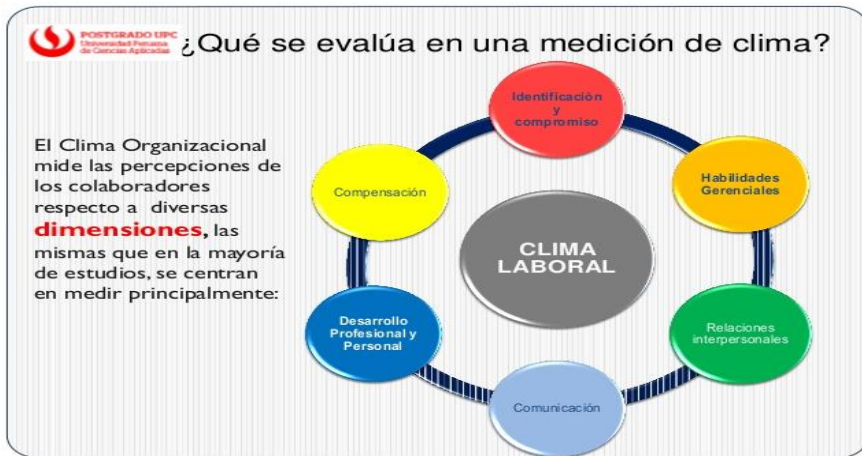 POSTGRADO UPC
Universidad Peruana
de Ciencias Aplicadas
¿Qué se evalúa en una medición de clima?
El Clima Organizacional
mide las percepciones de
los colaboradores
respecto a diversas
dimensiones, las
mismas que en la mayoría
de estudios, se centran
en medir principalmente:
Identificación
y
compromiso
Habilidades
Gerenciales
Relaciones
interpersonales
Comunicación
Desarrollo
Profesional y
Personal
Compensación
CLIMA
LABORAL